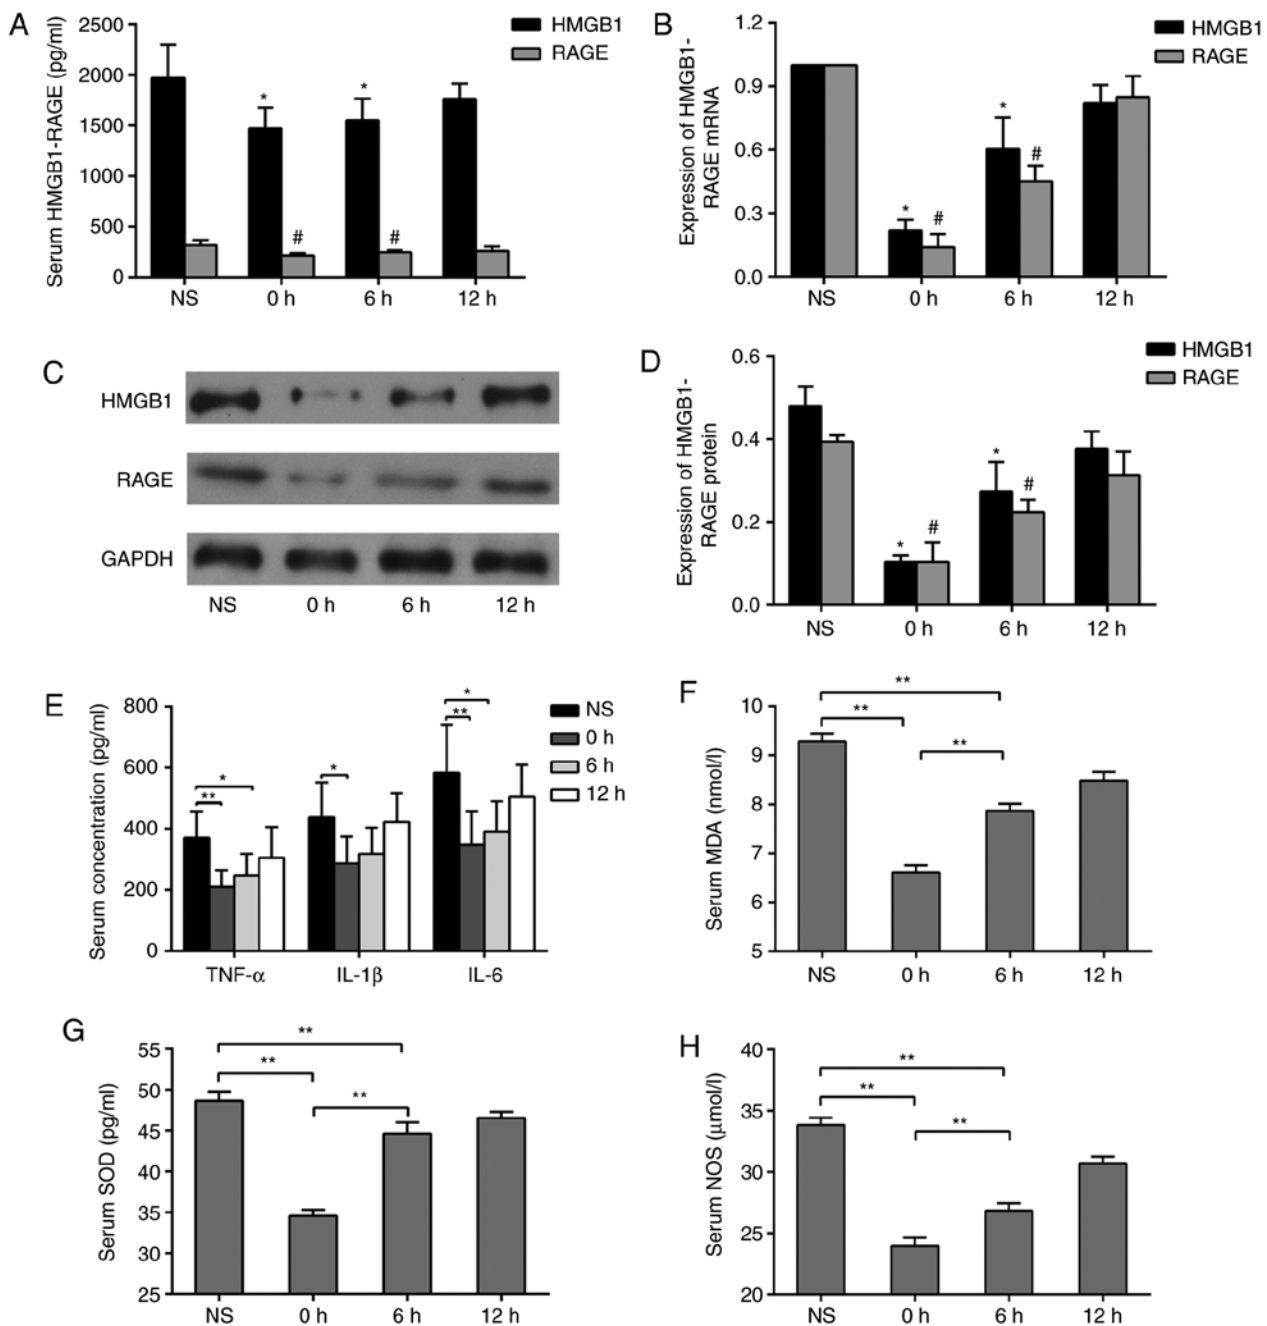 A
Serum HMGB1-RAGE (pg/ml)
2500
2000
1500
1000
500
0
HMGB1
RAGE
*
*
#
#
NS
0 h
6 h
12 h
B
Expression of HMGB1-
RAGE mRNA
1.2
0.9
0.6
0.3
0.0
HMGB1
RAGE
*
#
*
#
NS
0 h
6 h
12 h
C
HMGB1
RAGE
GAPDH
NS
0 h
6 h
12 h
D
Expression of HMGB1-
RAGE protein
0.6
0.4
0.2
0.0
HMGB1
RAGE
*
#
*
#
NS
0 h
6 h
12 h
E
Serum concentration (pg/ml)
800
600
400
200
0
NS
0 h
6 h
12 h
*
**
*
*
**
TNF-α
IL-1β
IL-6
F
Serum MDA (nmol/l)
10
9
8
7
6
5
**
**
**
NS
0 h
6 h
12 h
G
Serum SOD (pg/ml)
55
50
45
40
35
30
25
**
**
**
NS
0 h
6 h
12 h
H
Serum NOS (μmol/l)
40
35
30
25
20
**
**
**
NS
0 h
6 h
12 h